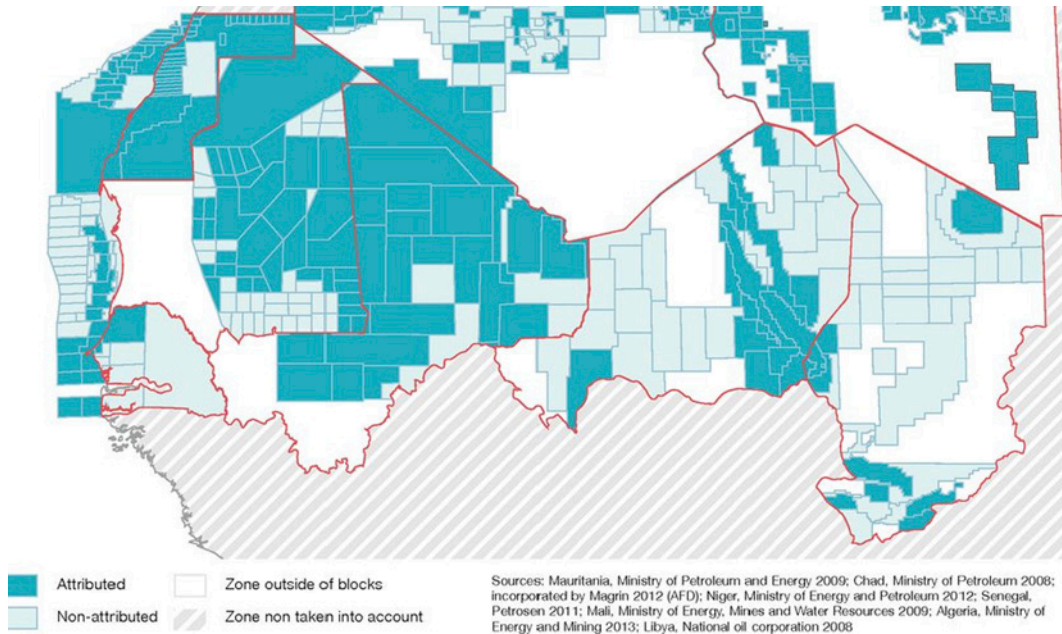 Attributed
Zone outside of blocks
Non-attributed
Zone non taken into account
Sources: Mauritania, Ministry of Petroleum and Energy 2009; Chad, Ministry of Petroleum 2008;
incorporated by Magrin 2012 (AFD); Niger, Ministry of Energy and Petroleum 2012; Senegal,
Petrosen 2011; Mali, Ministry of Energy, Mines and Water Resources 2009; Algeria, Ministry of
Energy and Mining 2013; Libya, National oil corporation 2008